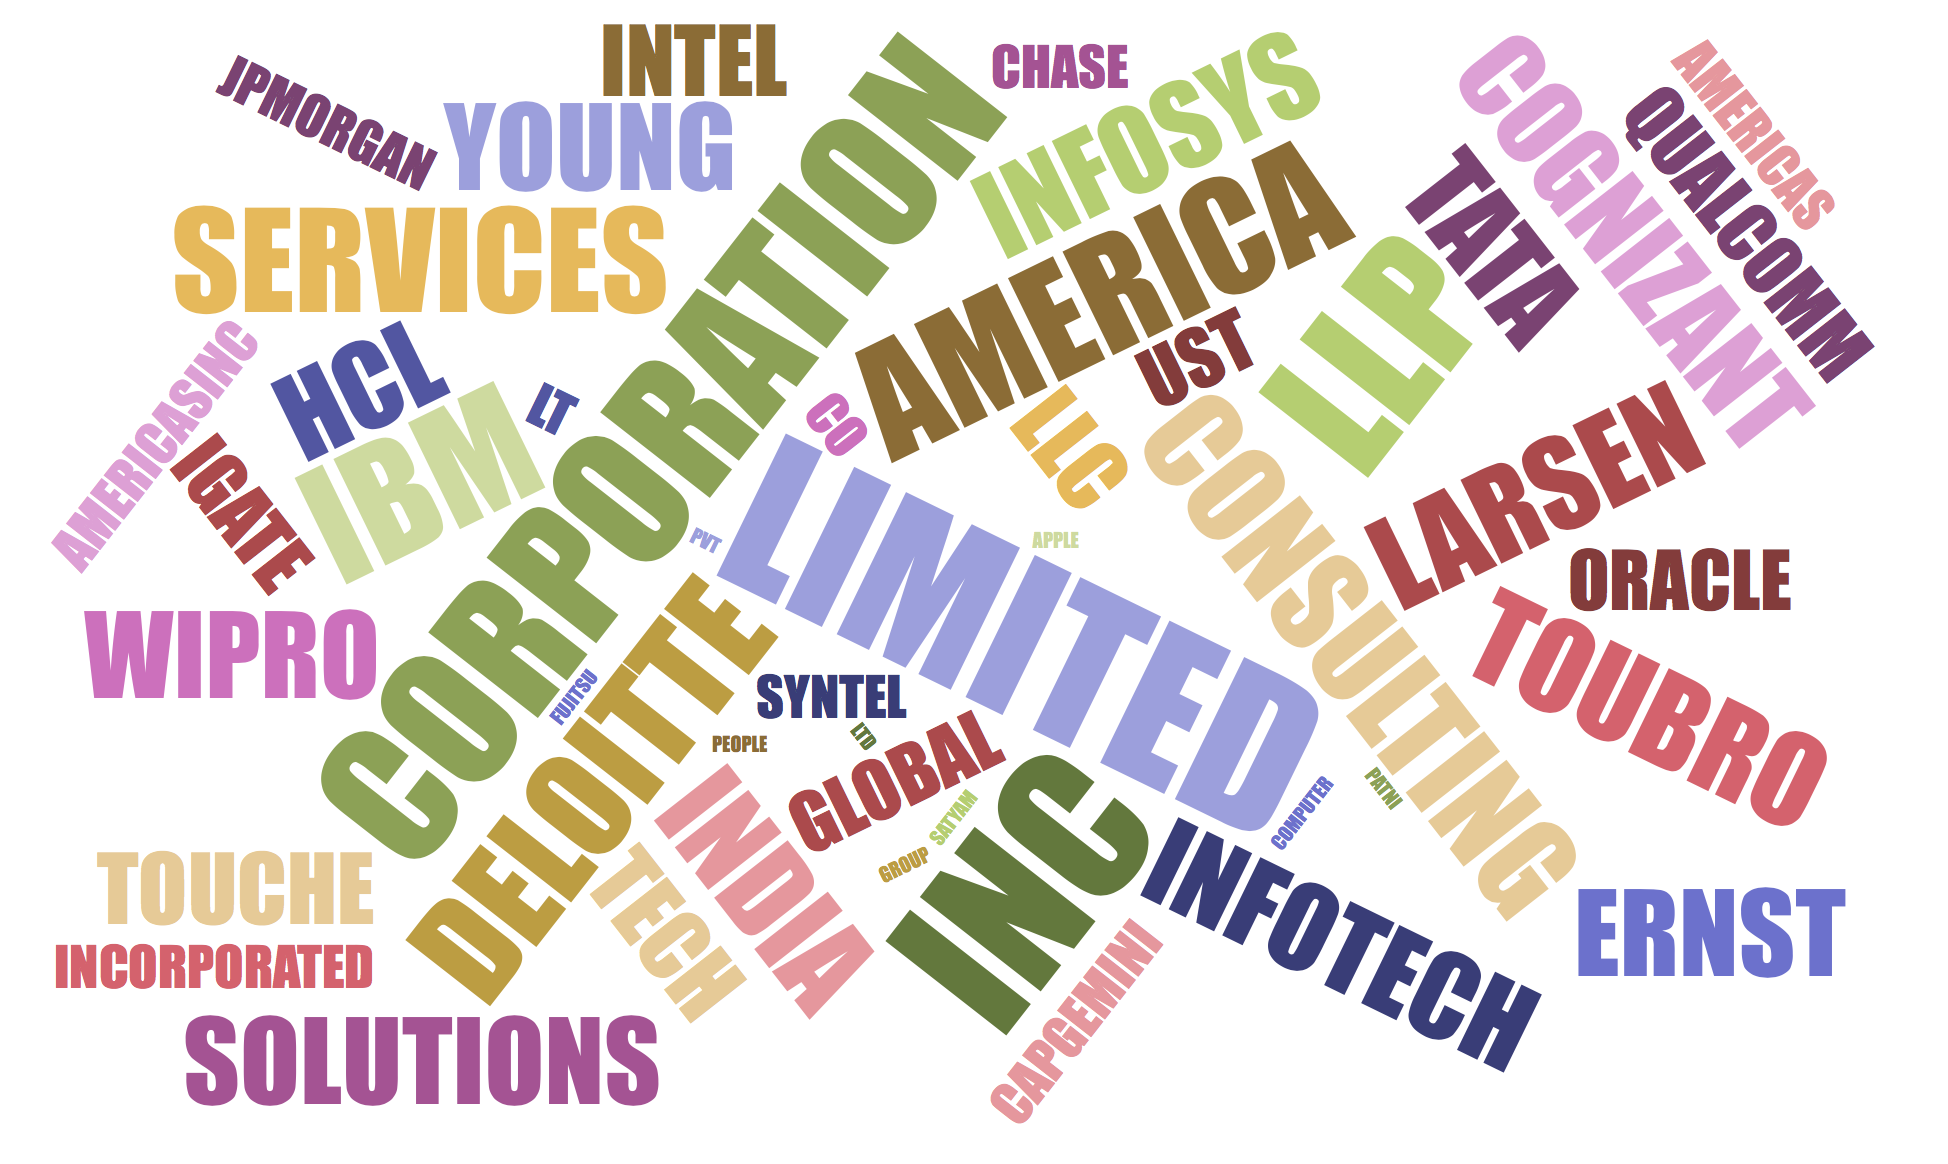 INTEL
CHASE
JPMORGAN
YOUNG
INFOSYS
COGNIZANT
AMERICAS
QUALCOMM
CORPORATION
SERVICES
AMERICA
TATA
LLP
UST
HCL
IBM
LT
CO
LLC
AMERICASINC
IGATE
LIMITED
PVT
APPLE
CONSULTING
LARSEN
ORACLE
TOUBRO
WIPRO
FUJITSU
DELOITTE
SYNTEL
PEOPLE
LTD
GLOBAL
INDIA
SATYAM
GROUP
INC
COMPUTER
PATNI
INFOTECH
ERNST
TOUCHE
TECH
INCORPORATED
CAPGEMINI
SOLUTIONS